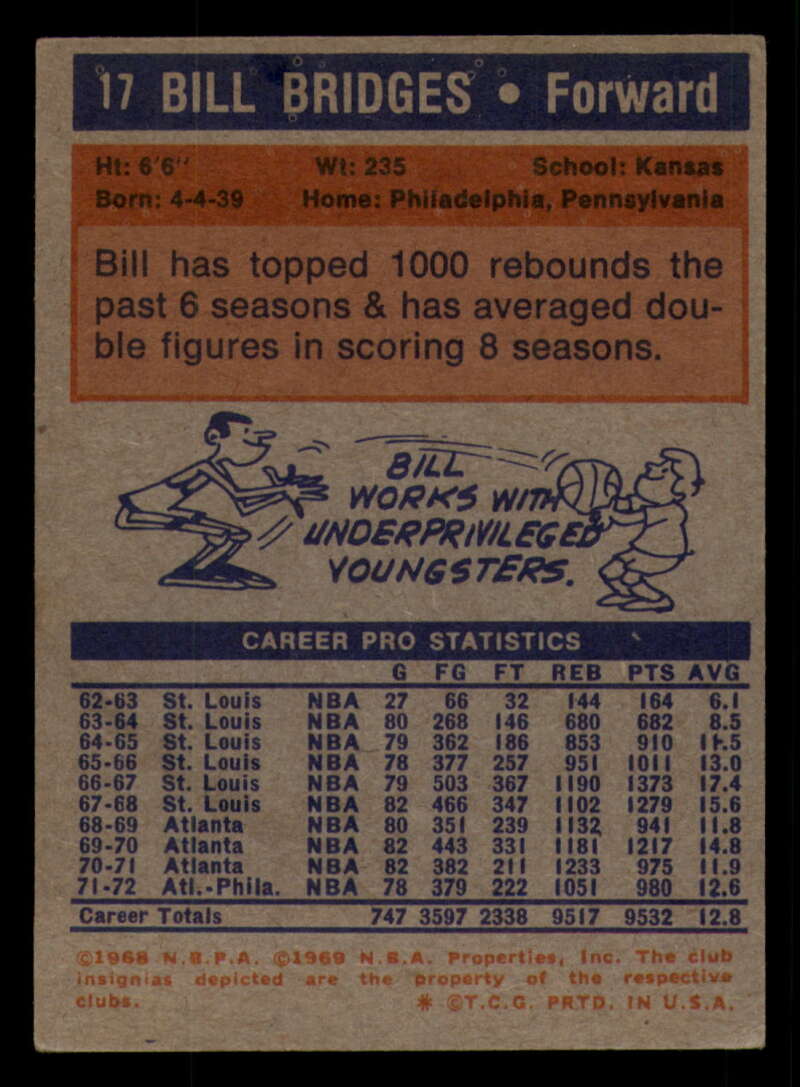 17 BILL BRIDGES • Forward
Ht: 6'6" Wt: 235 School: Kansas
Born: 4-4-39 Home: Philadelphia, Pennsylvania
Bill has topped 1000 rebounds the
past 6 seasons & has averaged dou-
ble figures in scoring 8 seasons.
BILL
WORKS WITH
UNDERPRIVILEGED
YOUNGSTERS.
CAREER PRO STATISTICS
G FG FT REB PTS AVG
62-63 St. Louis NBA 27 66 32 144 164 6.1
63-64 St. Louis NBA 80 268 146 680 682 8.5
64-65 St. Louis NBA 79 362 186 853 910 11.5
65-66 St. Louis NBA 78 377 257 951 1011 13.0
66-67 St. Louis NBA 79 503 367 1190 1373 17.4
67-68 St. Louis NBA 82 466 347 1102 1279 15.6
68-69 Atlanta NBA 80 351 239 1132 941 11.8
69-70 Atlanta NBA 82 443 331 1181 1217 14.8
70-71 Atlanta NBA 82 382 211 1233 975 11.9
71-72 Atl.-Phila. NBA 78 379 222 1051 980 12.6
Career Totals 747 3597 2338 9517 9532 12.8
©1968 N.B.P.A. ©1969 N.B.A. Properties, Inc. The club
insignias depicted are the property of the respective
clubs. * ©T.C.G. PRTD. IN U.S.A.